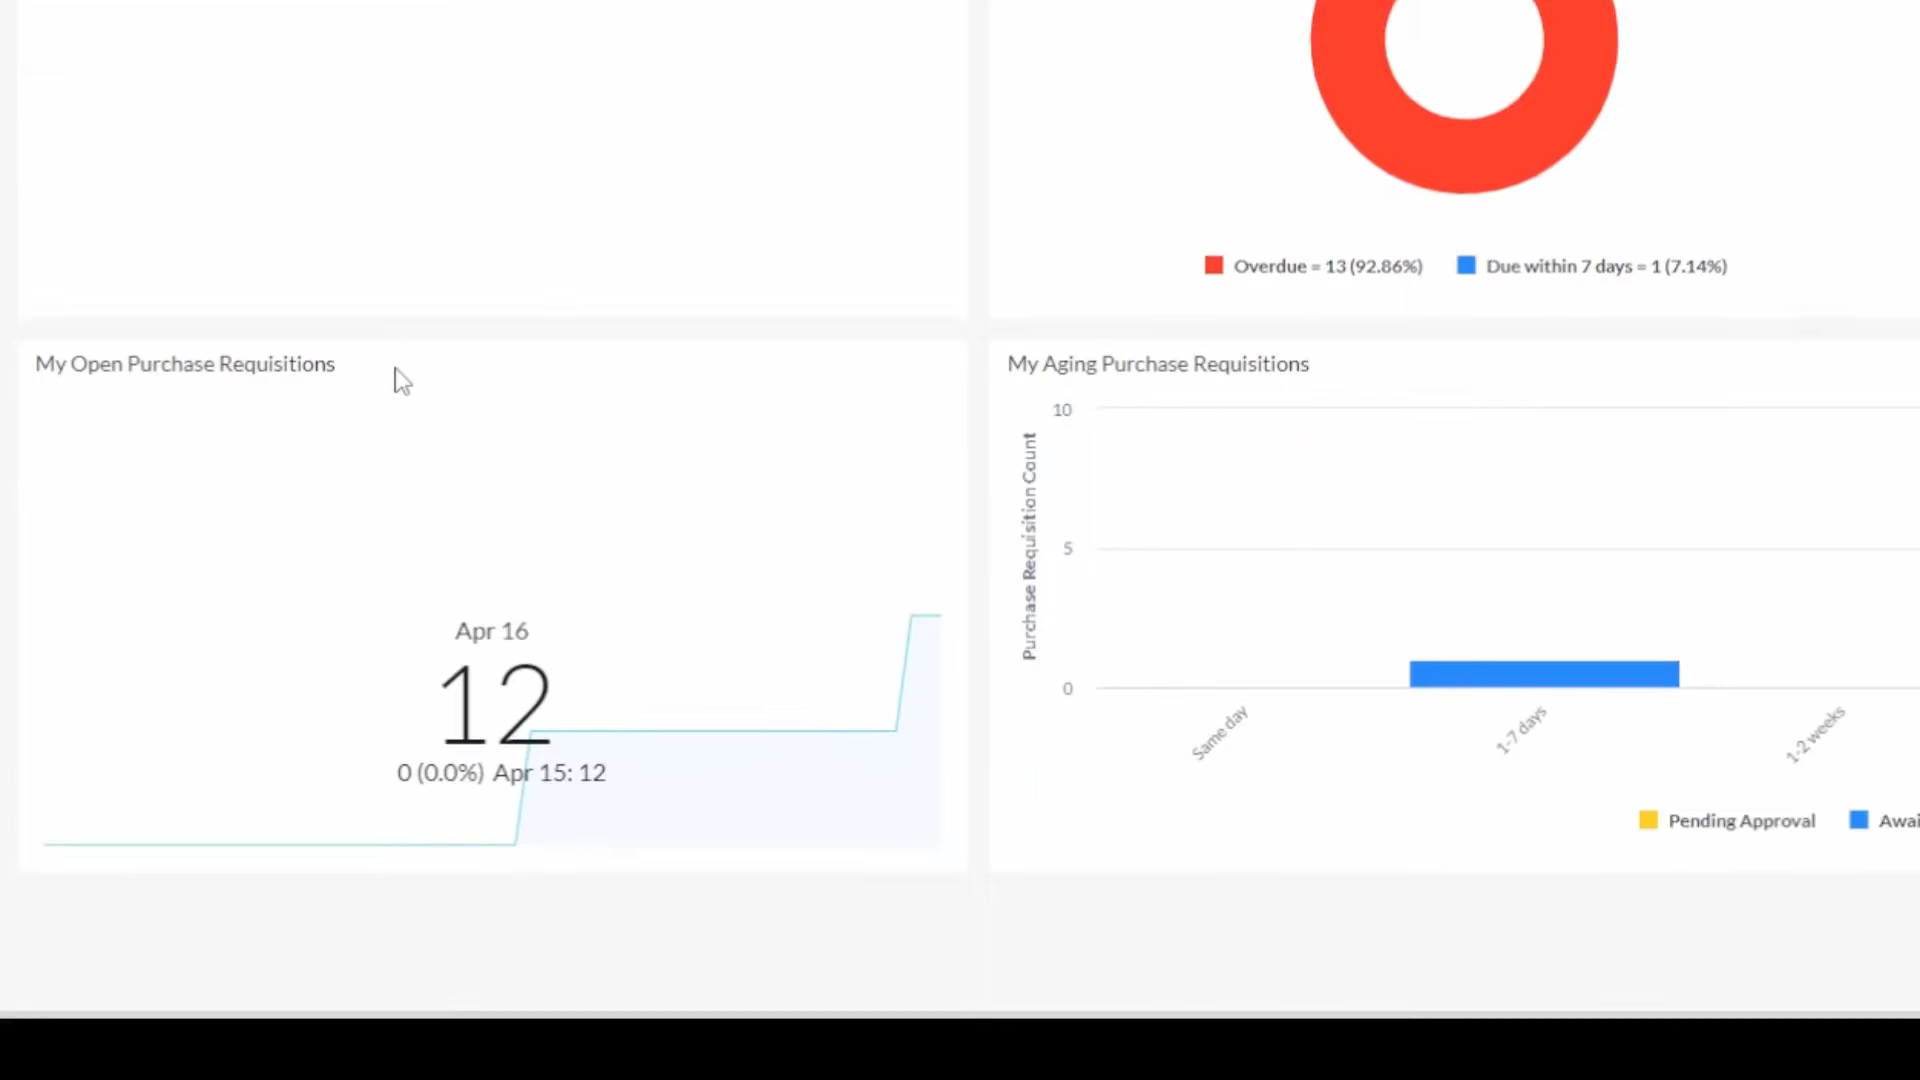 Overdue = 13 (92.86%)
Due within 7 days = 1 (7.14%)
My Open Purchase Requisitions
Apr 16
12
0 (0.0%) Apr 15: 12
My Aging Purchase Requisitions
Purchase Requisition Count
10
5
0
Same day
1-7 days
1-2 weeks
Pending Approval
Awai